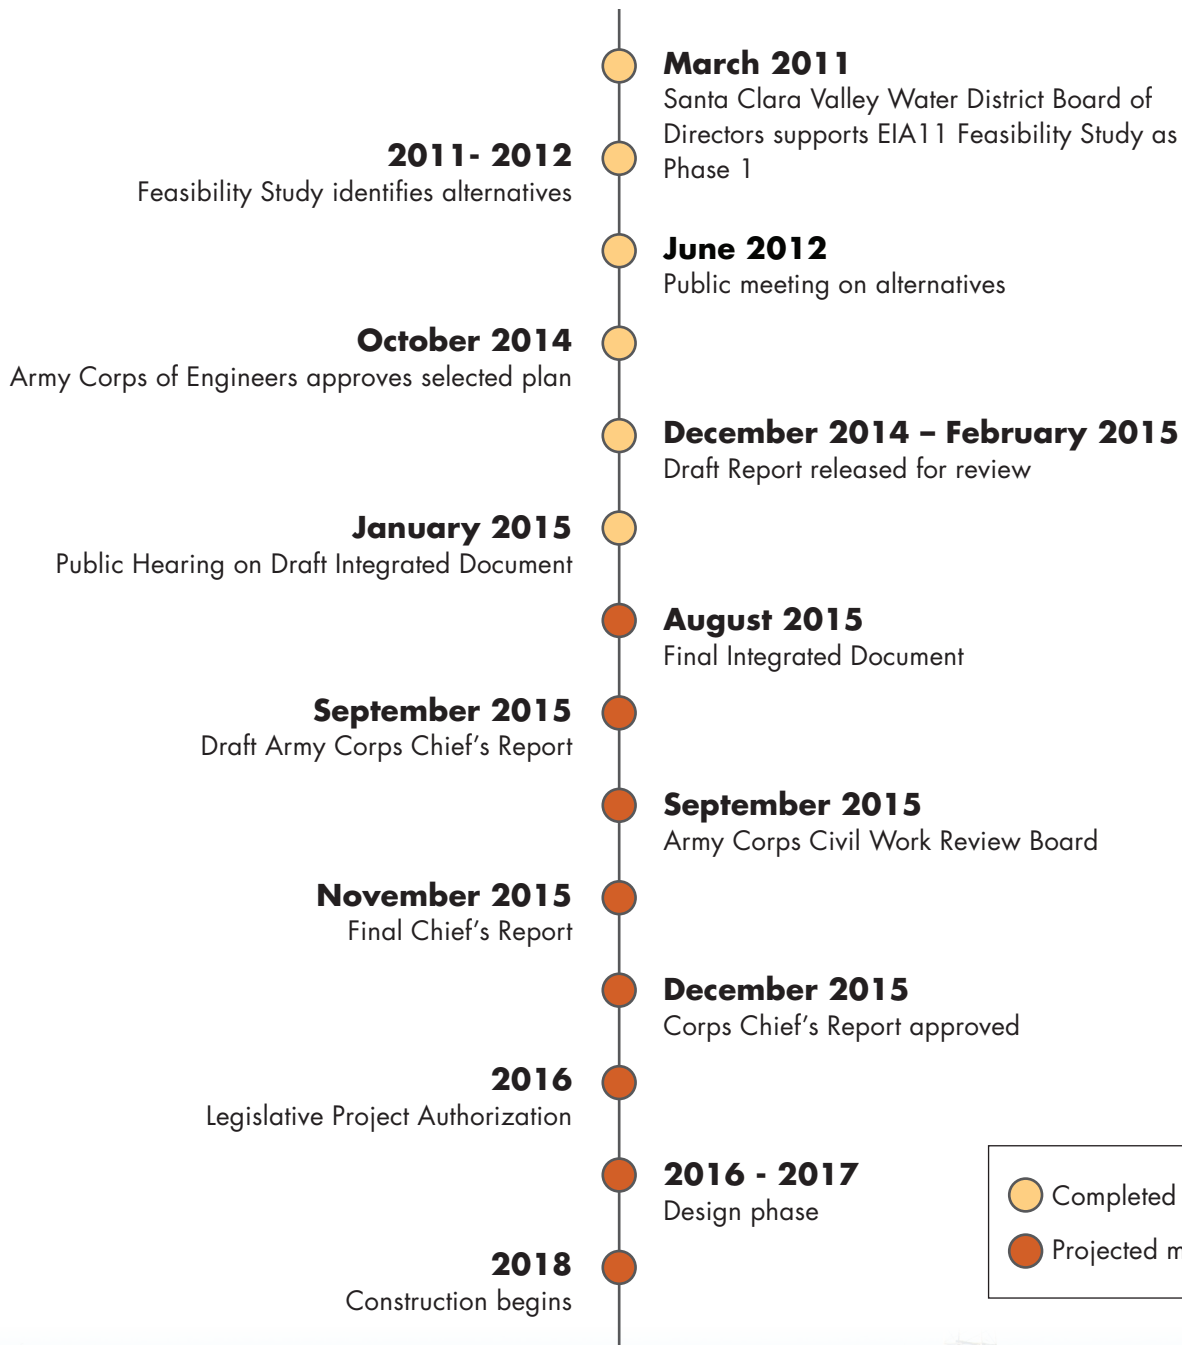 March 2011
Santa Clara Valley Water District Board of
Directors supports EIA11 Feasibility Study as
Phase 1
2011- 2012
Feasibility Study identifies alternatives
June 2012
Public meeting on alternatives
October 2014
Army Corps of Engineers approves selected plan
December 2014 – February 2015
Draft Report released for review
January 2015
Public Hearing on Draft Integrated Document
August 2015
Final Integrated Document
September 2015
Draft Army Corps Chief’s Report
September 2015
Army Corps Civil Work Review Board
November 2015
Final Chief’s Report
December 2015
Corps Chief’s Report approved
2016
Legislative Project Authorization
2016 - 2017
Design phase
2018
Construction begins
Completed
Projected